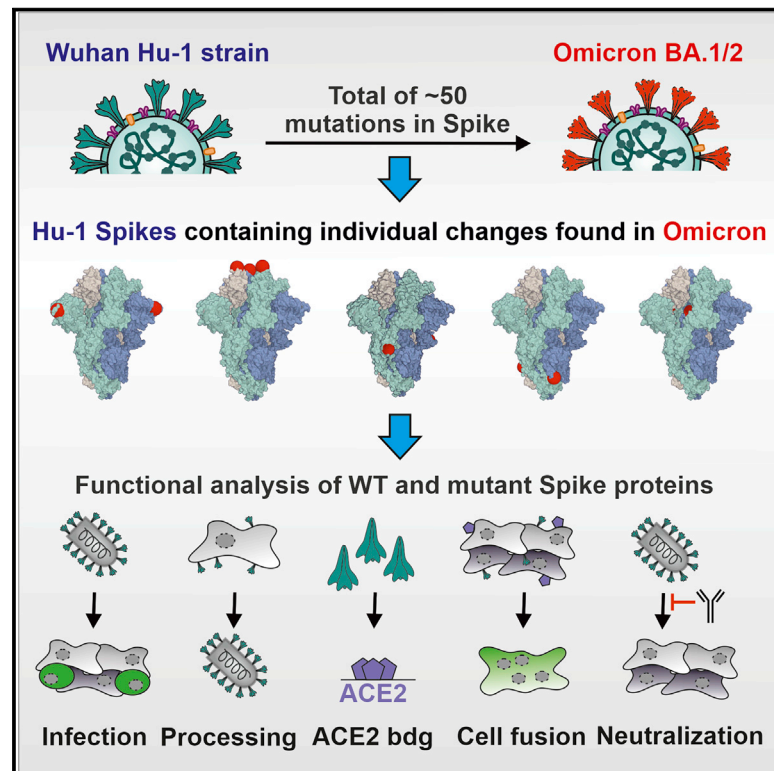 Wuhan Hu-1 strain
Omicron BA.1/2
Total of ~50
mutations in Spike
Hu-1 Spikes containing individual changes found in Omicron
Functional analysis of WT and mutant Spike proteins
ACE2
Infection Processing ACE2 bdg Cell fusion Neutralization